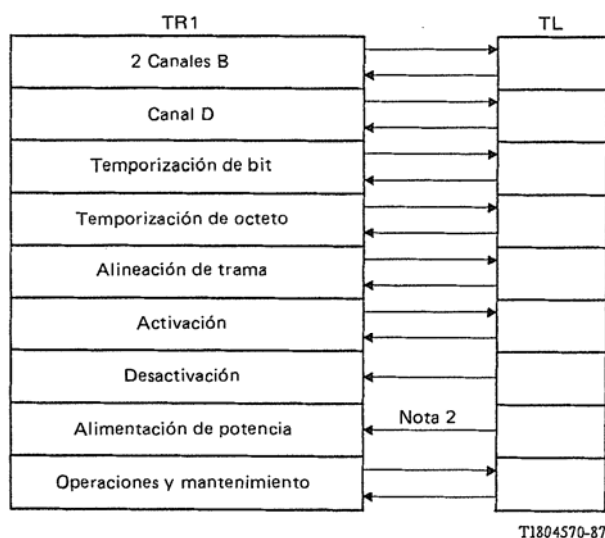 TR1 TL
2 Canales B
Canal D
Temporización de bit
Temporización de octeto
Alineación de trama
Activación
Desactivación
Alimentación de potencia Nota 2
Operaciones y mantenimiento
T1804570-87